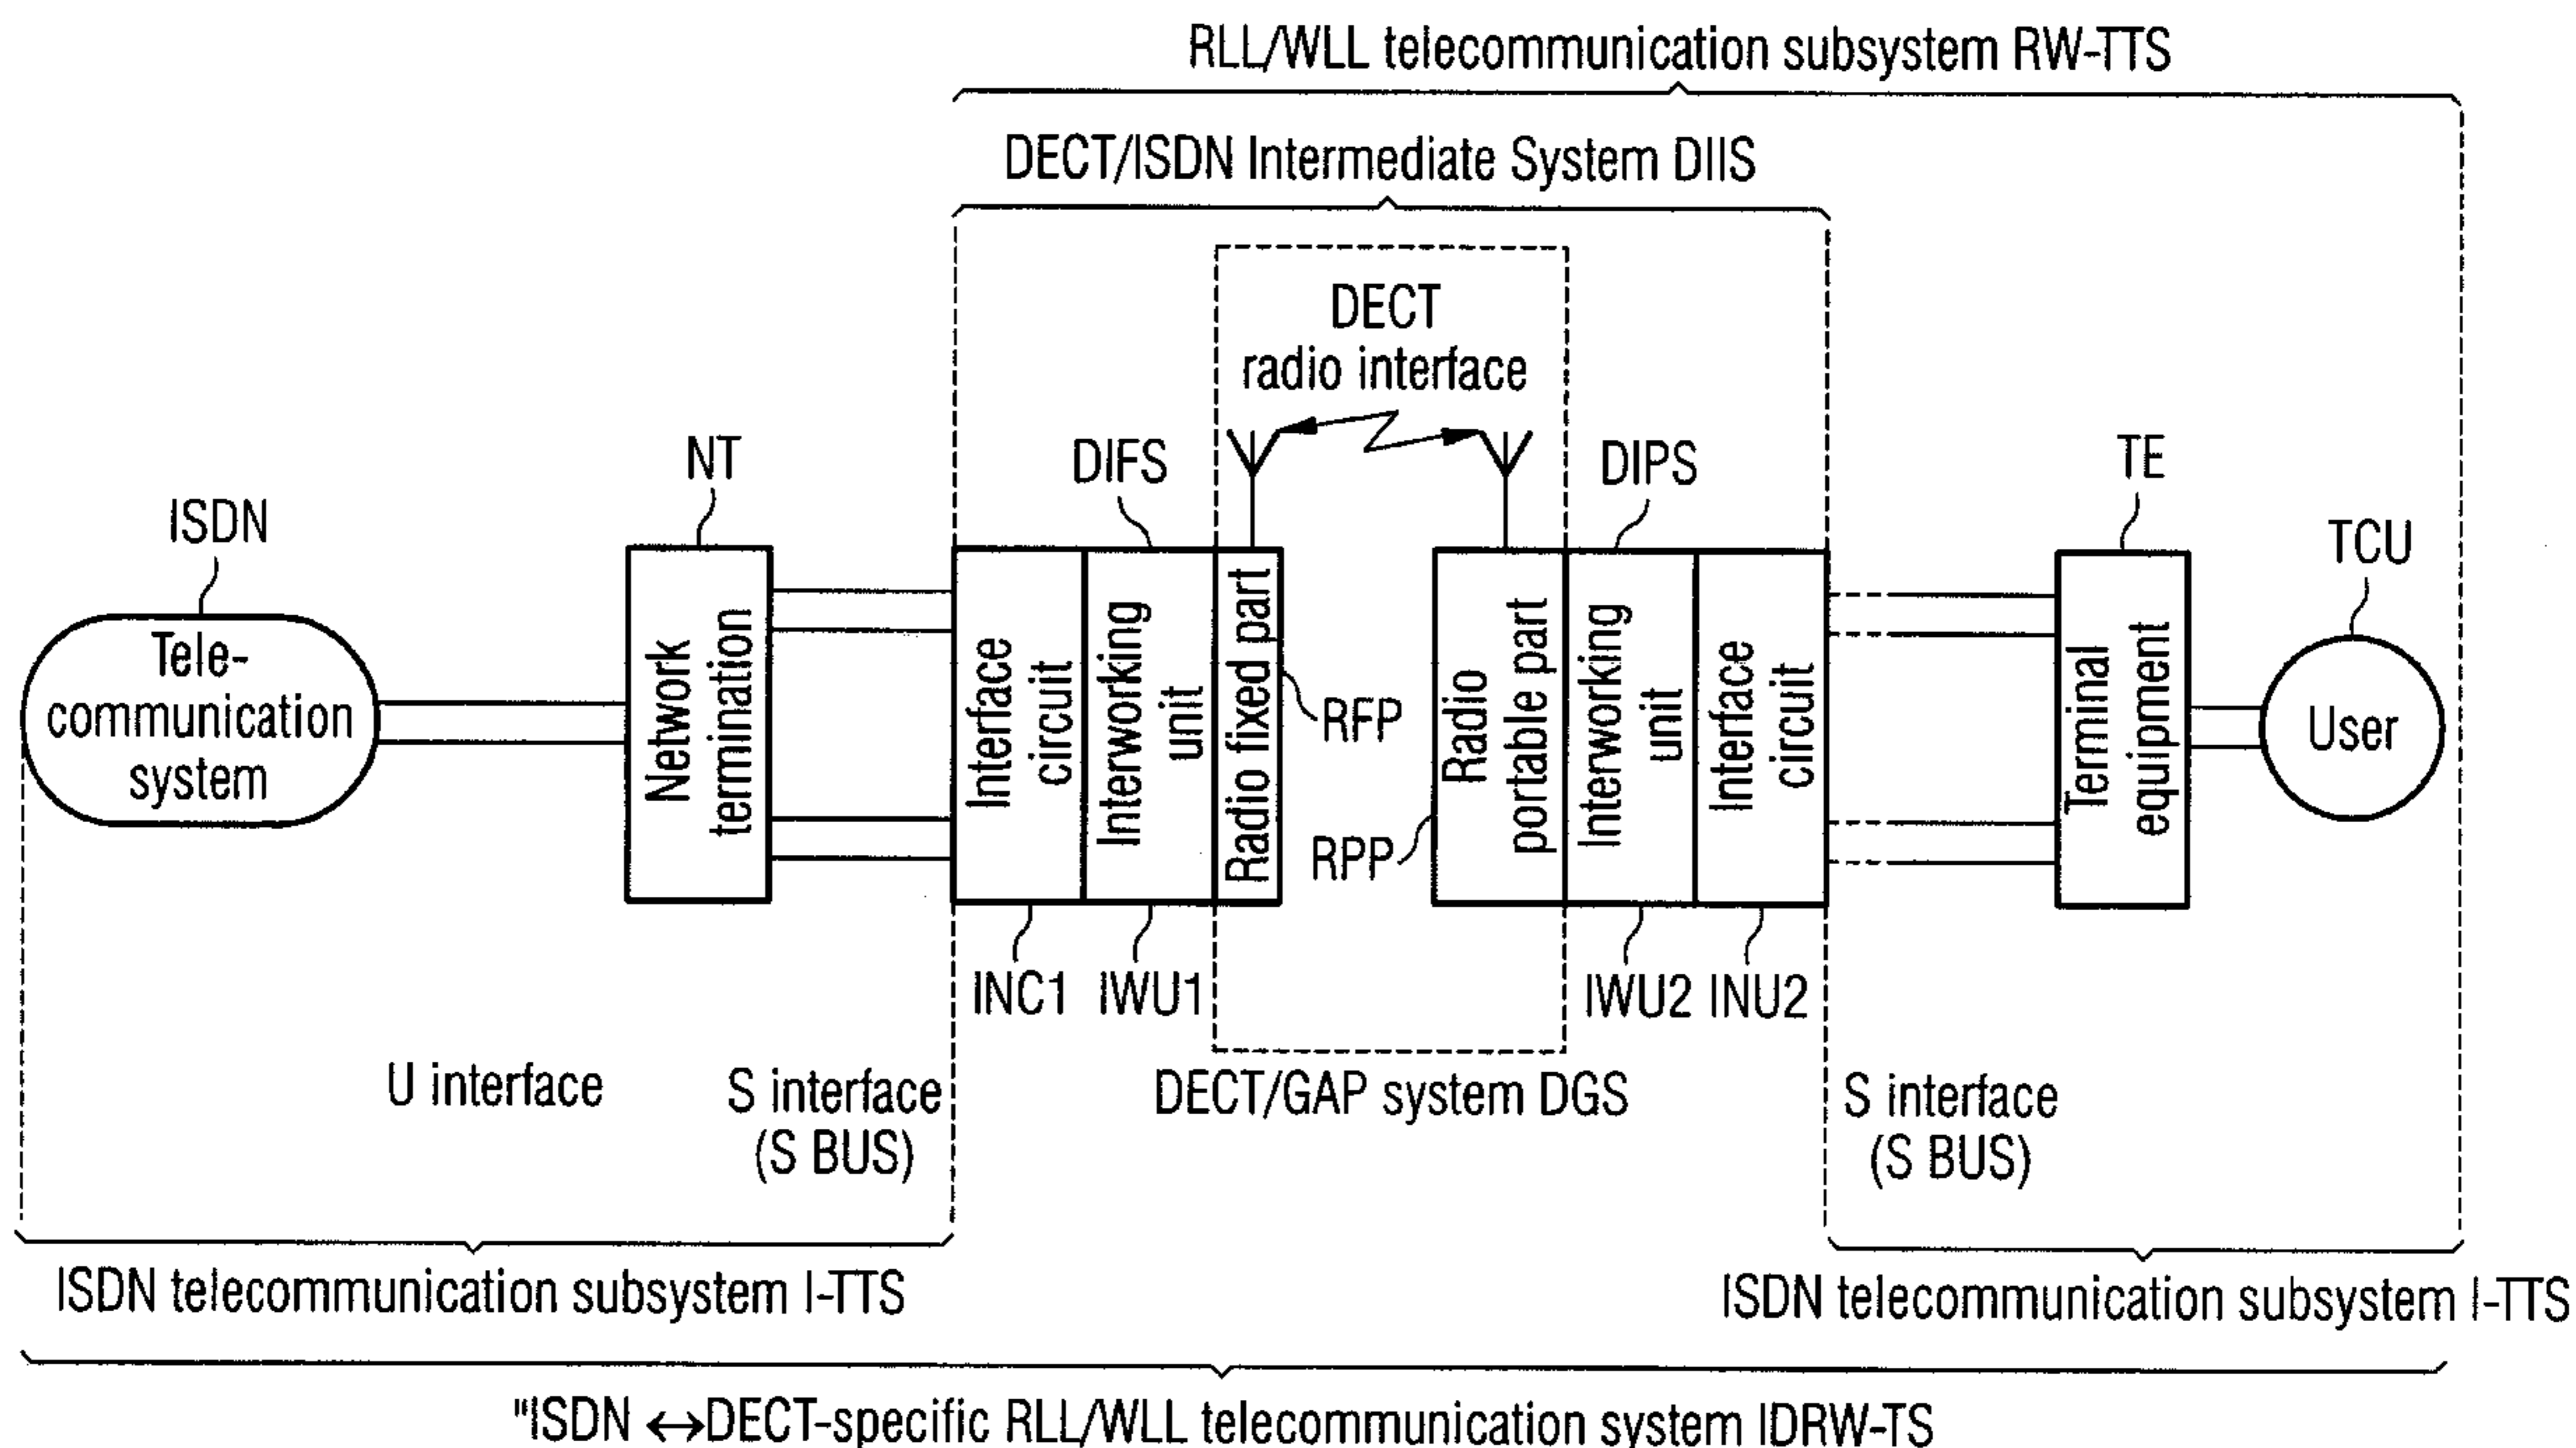 RLL/WLL telecommunication subsystem RW-TTS
DECT/ISDN Intermediate System DIIS
DECT
radio interface
ISDN
NT
DIFS
DIPS
TE
TCU
Tele-
communication
system
Network
termination
Interface
circuit
Interworking
unit
Radio fixed part
RFP
RPP
Radio
portable part
Interworking
unit
Interface
circuit
Terminal
equipment
User
INC1
IWU1
IWU2
INU2
U interface
S interface
(S BUS)
DECT/GAP system DGS
S interface
(S BUS)
ISDN telecommunication subsystem I-TTS
ISDN telecommunication subsystem I-TTS
"ISDN ↔DECT-specific RLL/WLL telecommunication system IDRW-TS